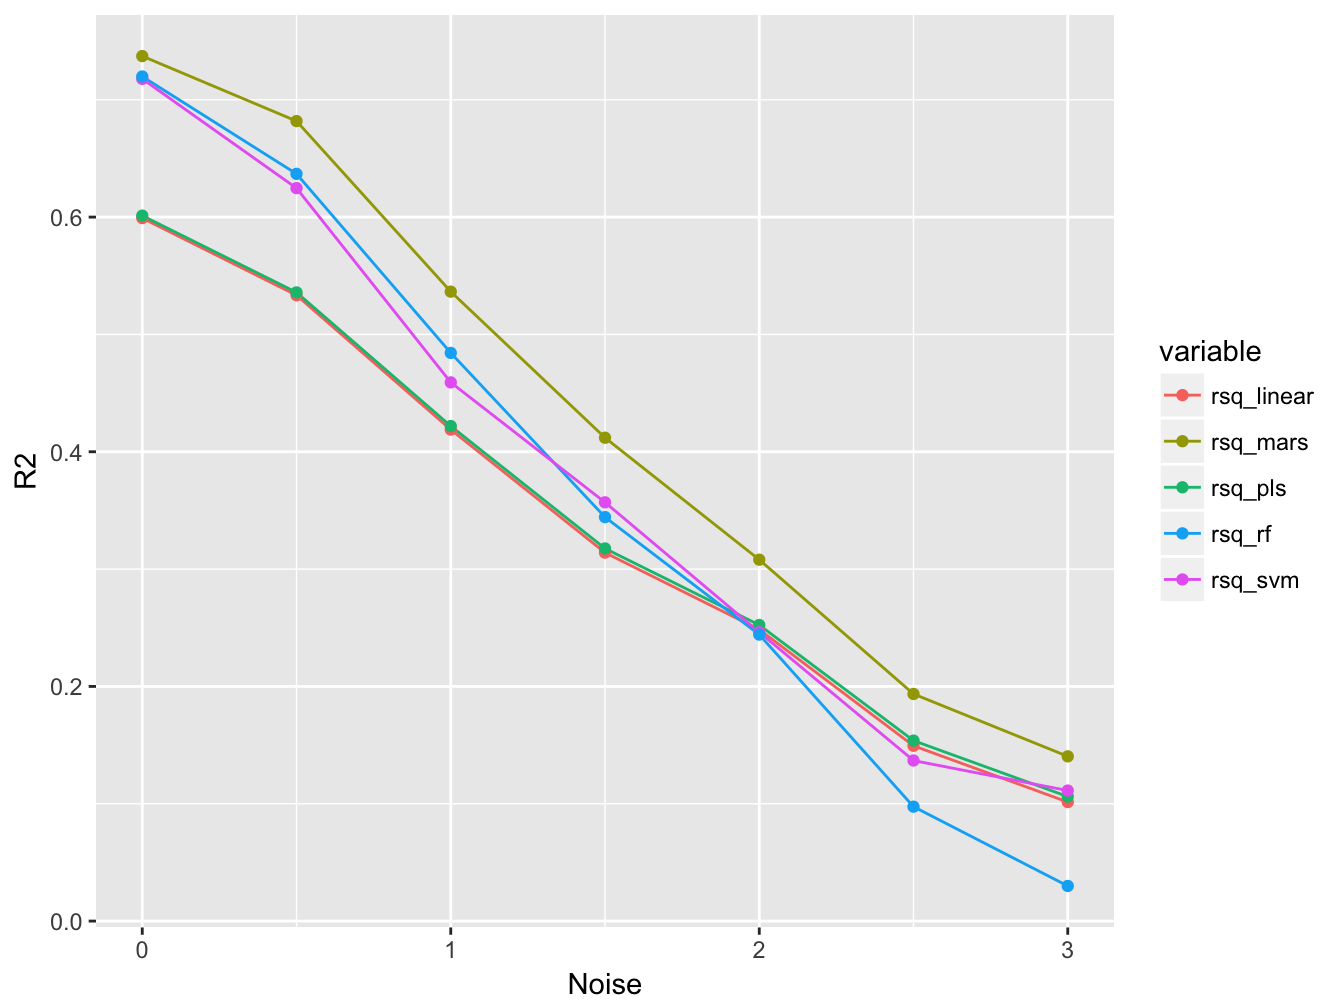 R2
0.6
0.4
0.2
0.0
0 1 2 3
Noise
variable
rsq_linear
rsq_mars
rsq_pls
rsq_rf
rsq_svm